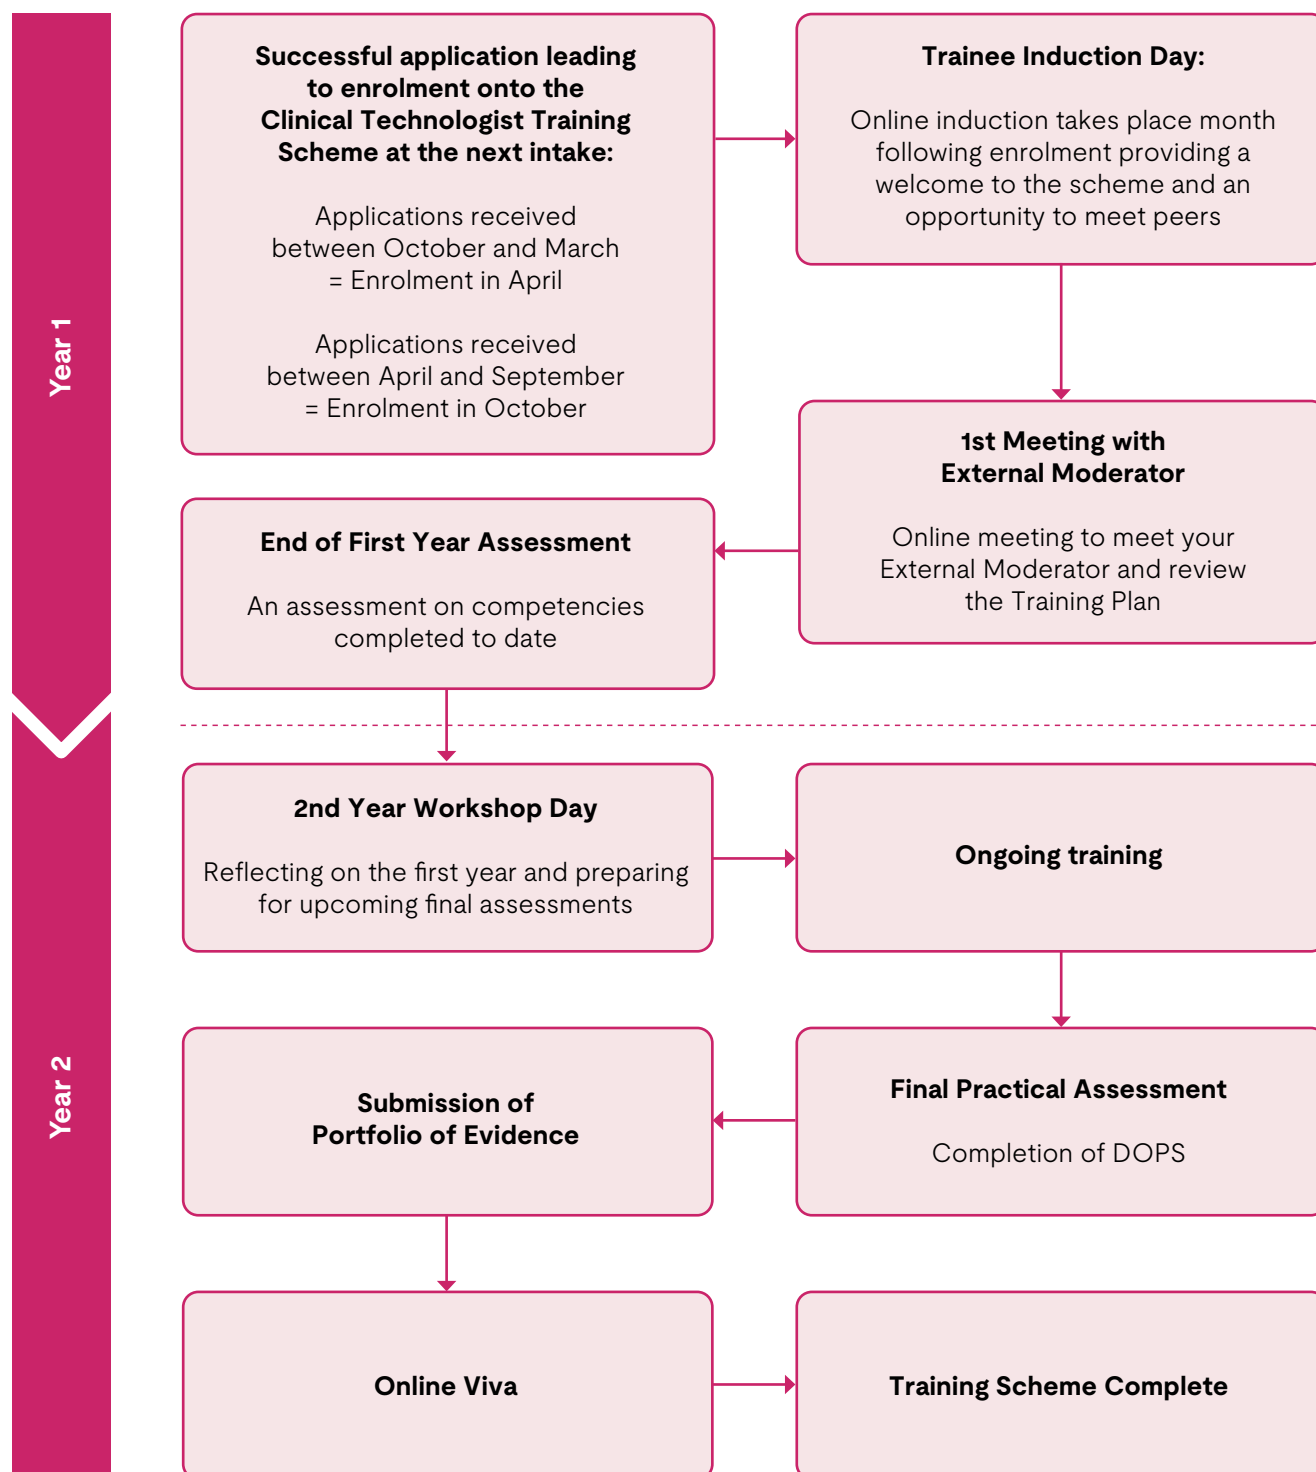 Year 1
Successful application leading
to enrolment onto the
Clinical Technologist Training
Scheme at the next intake:
Applications received
between October and March
= Enrolment in April
Applications received
between April and September
= Enrolment in October
Trainee Induction Day:
Online induction takes place month
following enrolment providing a
welcome to the scheme and an
opportunity to meet peers
1st Meeting with
External Moderator
Online meeting to meet your
External Moderator and review
the Training Plan
End of First Year Assessment
An assessment on competencies
completed to date
Year 2
2nd Year Workshop Day
Reflecting on the first year and preparing
for upcoming final assessments
Ongoing training
Final Practical Assessment
Completion of DOPS
Submission of
Portfolio of Evidence
Online Viva
Training Scheme Complete